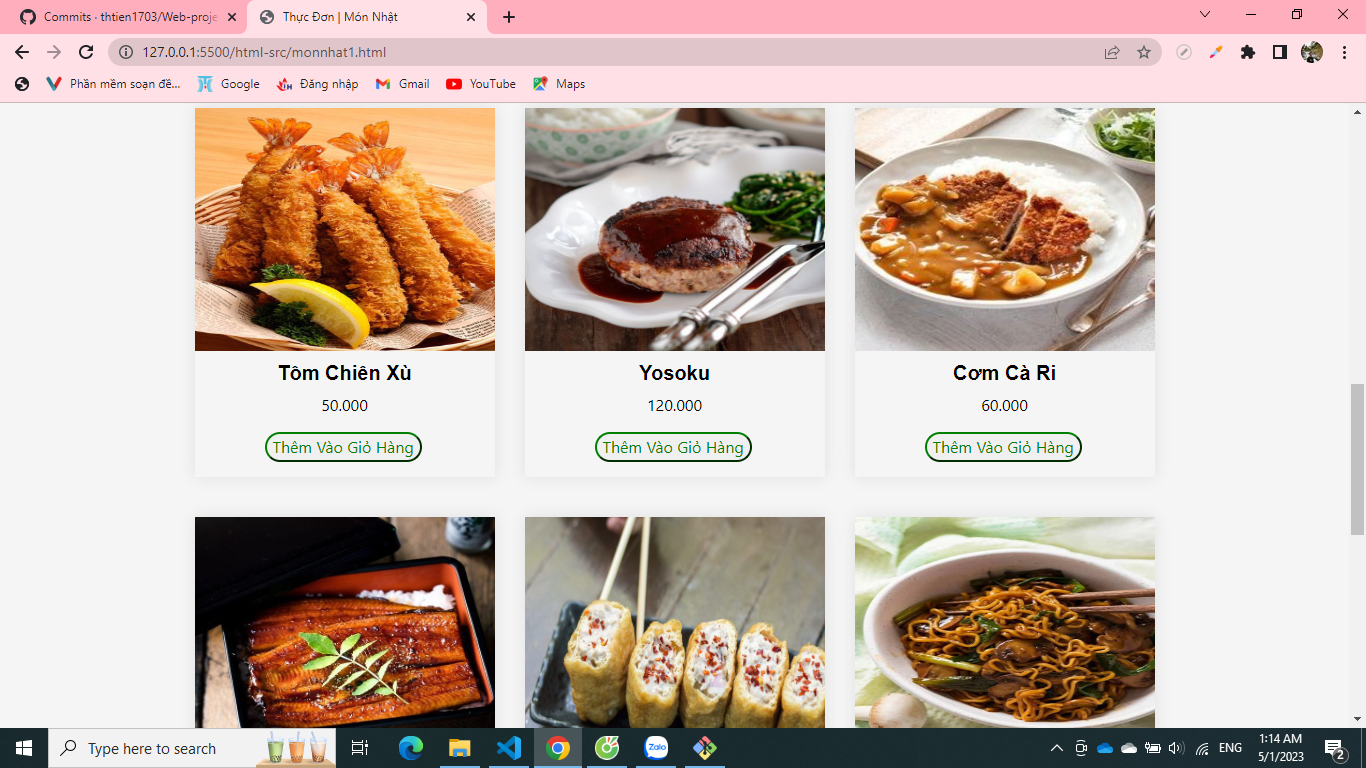 Commits · thtien1703/Web-proje
Thực Đơn | Món Nhật
127.0.0.1:5500/html-src/monnhat1.html
Phần mềm soạn đề...
Google
Đăng nhập
Gmail
YouTube
Maps
Tôm Chiên Xù
Yosoku
Cơm Cà Ri
50.000
120.000
60.000
Thêm Vào Giỏ Hàng
Thêm Vào Giỏ Hàng
Thêm Vào Giỏ Hàng
Type here to search
Zalo
ENG
1:14 AM
5/1/2023
2